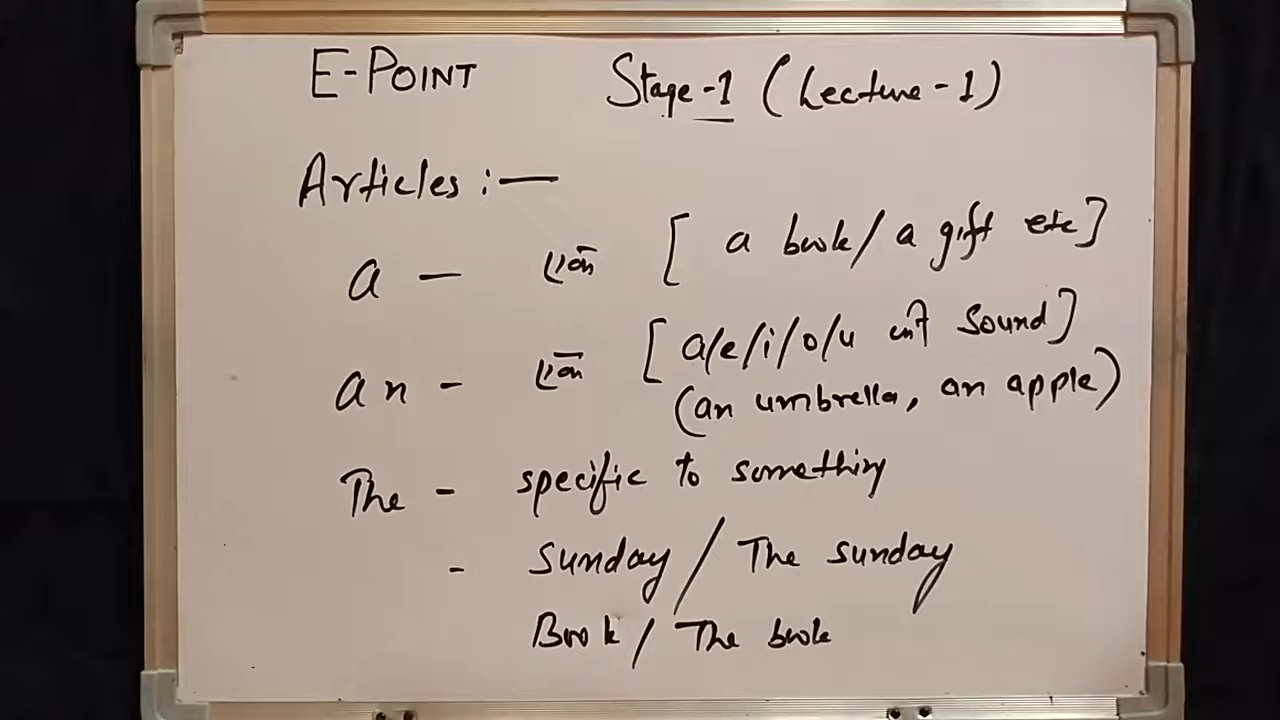 E-POINT Stage-1 (Lecture-1)
Articles :—
a — [ a book / a gift etc ]
an - [ a/e/i/o/u sound ]
(an umbrella, an apple)
The - specific to something
- Sunday / The sunday
Book / The book